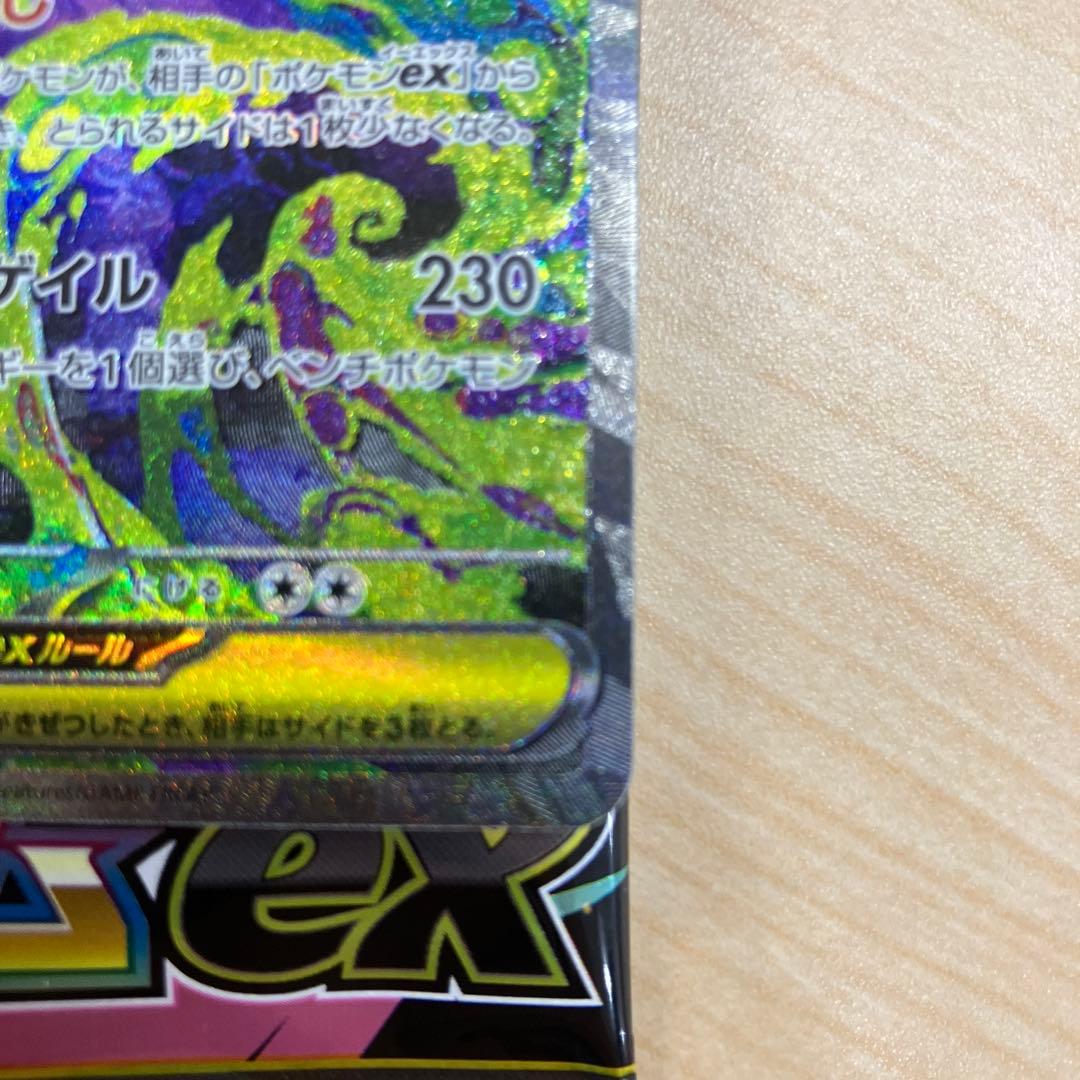 ケモンが、相手の「ポケモンex」から
き、とられるサイドは1枚少なくなる。
ゲイル 230
ギーを1個選び、ベンチポケモン
にげる
exルール
がきぜつしたとき、相手はサイドを3枚とる。
ex